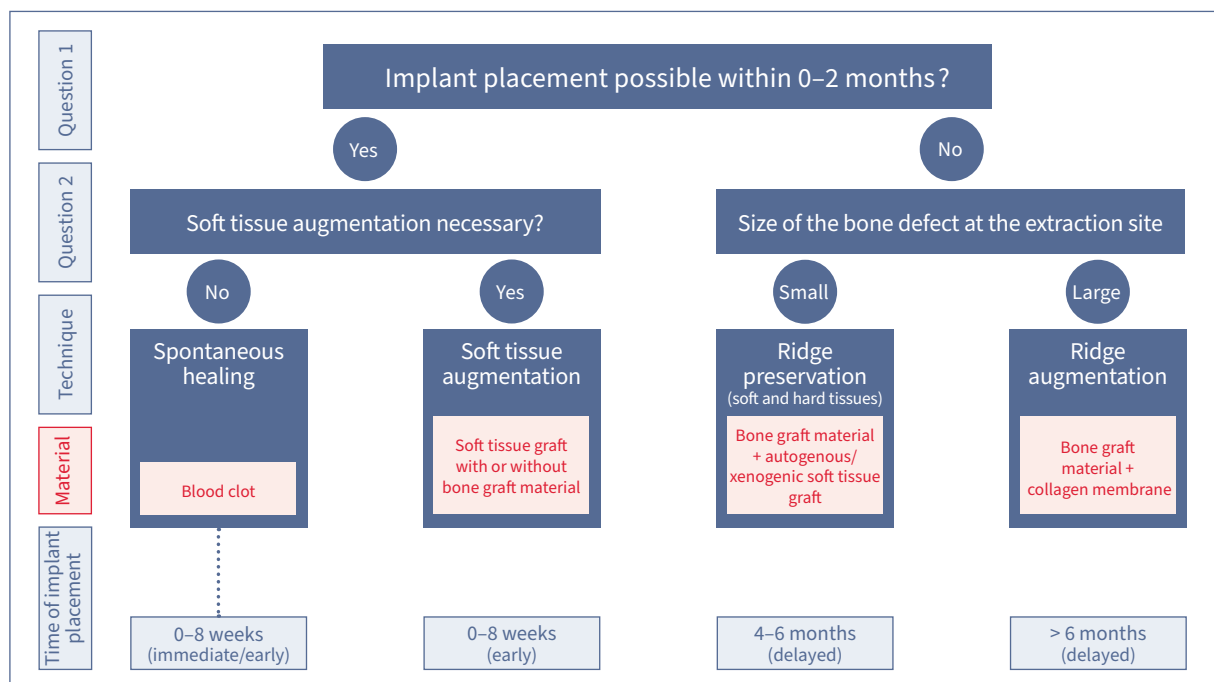 Question 1
Implant placement possible within 0–2 months?
Yes
No
Question 2
Soft tissue augmentation necessary?
Size of the bone defect at the extraction site
No
Yes
Small
Large
Technique
Spontaneous
healing
Soft tissue
augmentation
Ridge
preservation
(soft and hard tissues)
Ridge
augmentation
Material
Blood clot
Soft tissue graft
with or without
bone graft material
Bone graft material
+ autogenous/
xenogenic soft tissue
graft
Bone graft
material +
collagen membrane
Time of implant
placement
0–8 weeks
(immediate/early)
0–8 weeks
(early)
4–6 months
(delayed)
> 6 months
(delayed)